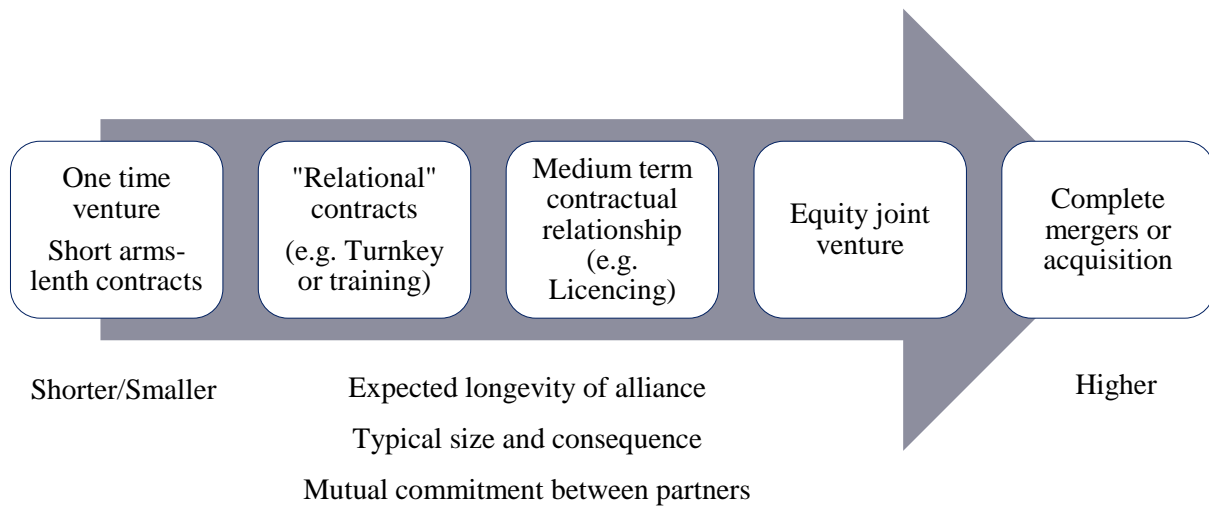 One time
venture
Short arms-
lenth contracts
"Relational"
contracts
(e.g. Turnkey
or training)
Medium term
contractual
relationship
(e.g.
Licencing)
Equity joint
venture
Complete
mergers or
acquisition
Shorter/Smaller
Expected longevity of alliance
Higher
Typical size and consequence
Mutual commitment between partners